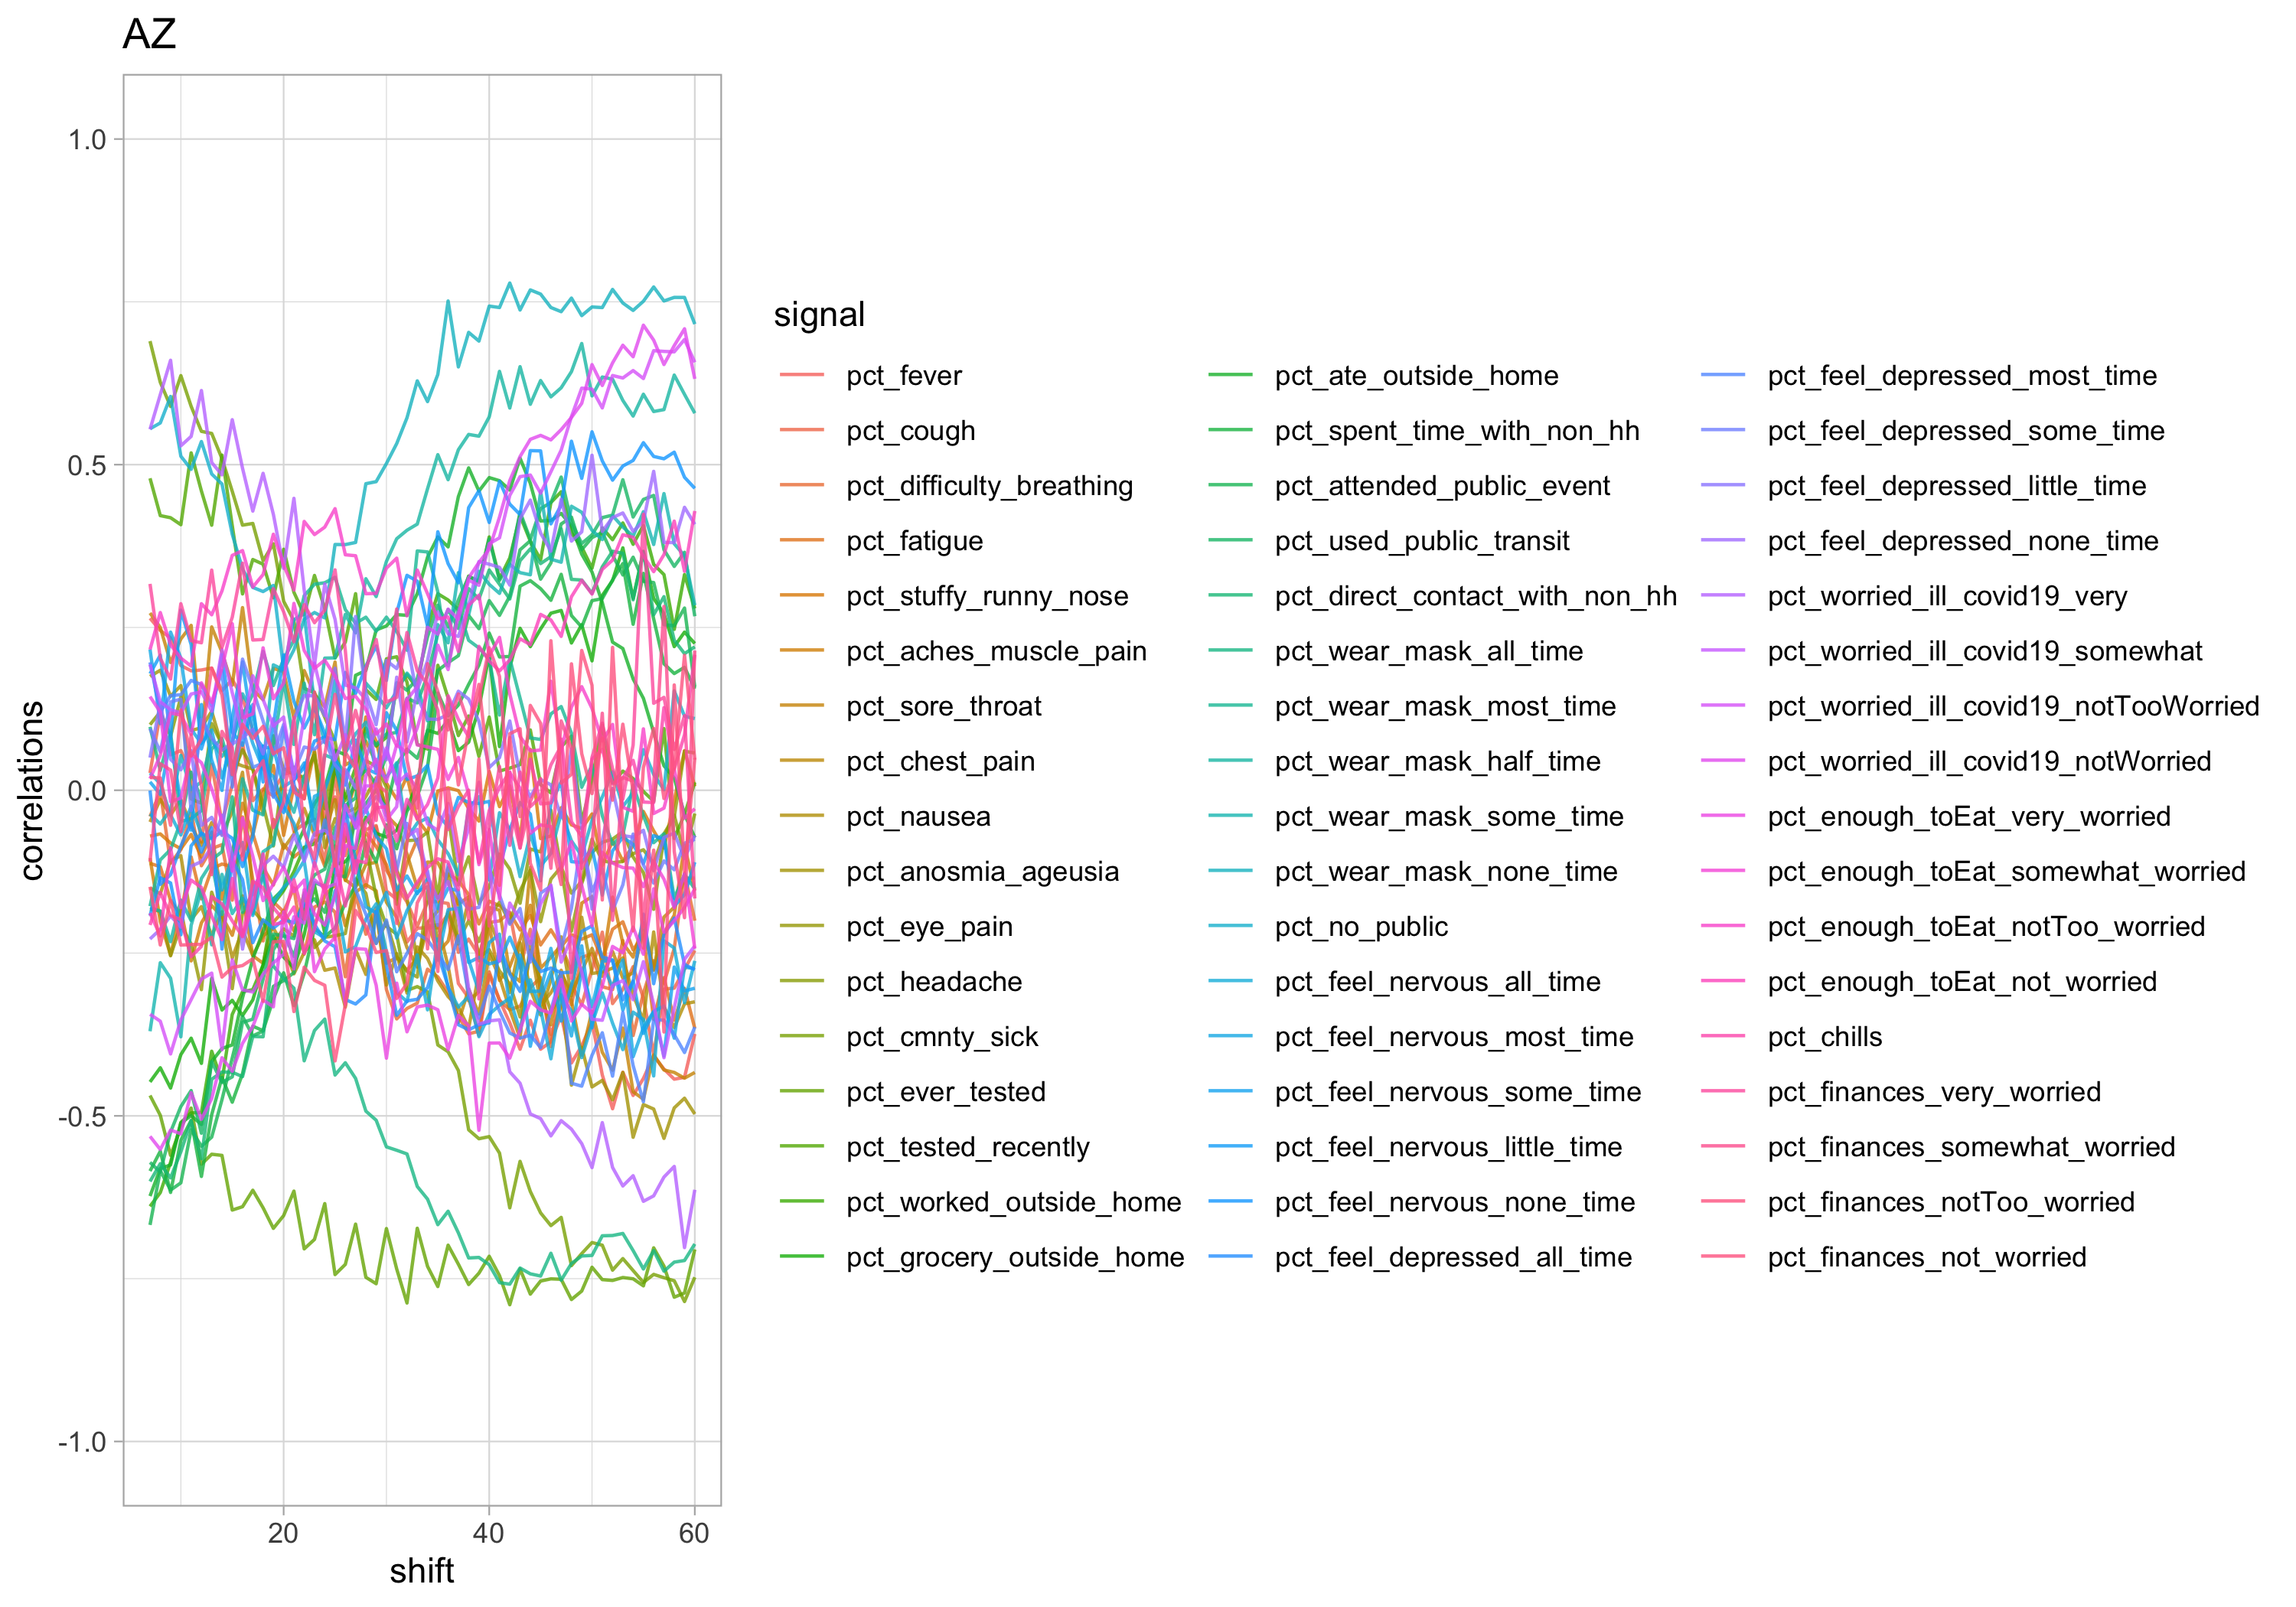 AZ
1.0
0.5
0.0
-0.5
-1.0
correlations
20 40 60
shift
signal
pct_fever
pct_cough
pct_difficulty_breathing
pct_fatigue
pct_stuffy_runny_nose
pct_aches_muscle_pain
pct_sore_throat
pct_chest_pain
pct_nausea
pct_anosmia_ageusia
pct_eye_pain
pct_headache
pct_cmnty_sick
pct_ever_tested
pct_tested_recently
pct_worked_outside_home
pct_grocery_outside_home
pct_ate_outside_home
pct_spent_time_with_non_hh
pct_attended_public_event
pct_used_public_transit
pct_direct_contact_with_non_hh
pct_wear_mask_all_time
pct_wear_mask_most_time
pct_wear_mask_half_time
pct_wear_mask_some_time
pct_wear_mask_none_time
pct_no_public
pct_feel_nervous_all_time
pct_feel_nervous_most_time
pct_feel_nervous_some_time
pct_feel_nervous_little_time
pct_feel_nervous_none_time
pct_feel_depressed_all_time
pct_feel_depressed_most_time
pct_feel_depressed_some_time
pct_feel_depressed_little_time
pct_feel_depressed_none_time
pct_worried_ill_covid19_very
pct_worried_ill_covid19_somewhat
pct_worried_ill_covid19_notTooWorried
pct_worried_ill_covid19_notWorried
pct_enough_toEat_very_worried
pct_enough_toEat_somewhat_worried
pct_enough_toEat_notToo_worried
pct_enough_toEat_not_worried
pct_chills
pct_finances_very_worried
pct_finances_somewhat_worried
pct_finances_notToo_worried
pct_finances_not_worried